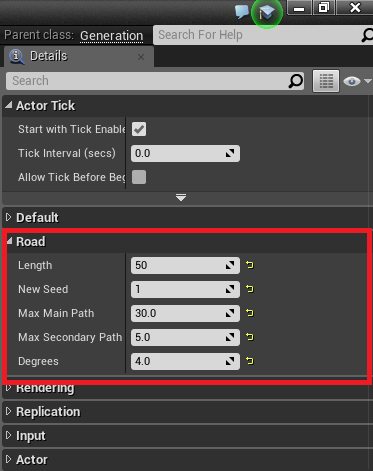 Parent class: Generation Search For Help
Details
Search
Actor Tick
Start with Tick Enable
Tick Interval (secs) 0.0
Allow Tick Before Beg
Default
Road
Length 50
New Seed 1
Max Main Path 30.0
Max Secondary Path 5.0
Degrees 4.0
Rendering
Replication
Input
Actor